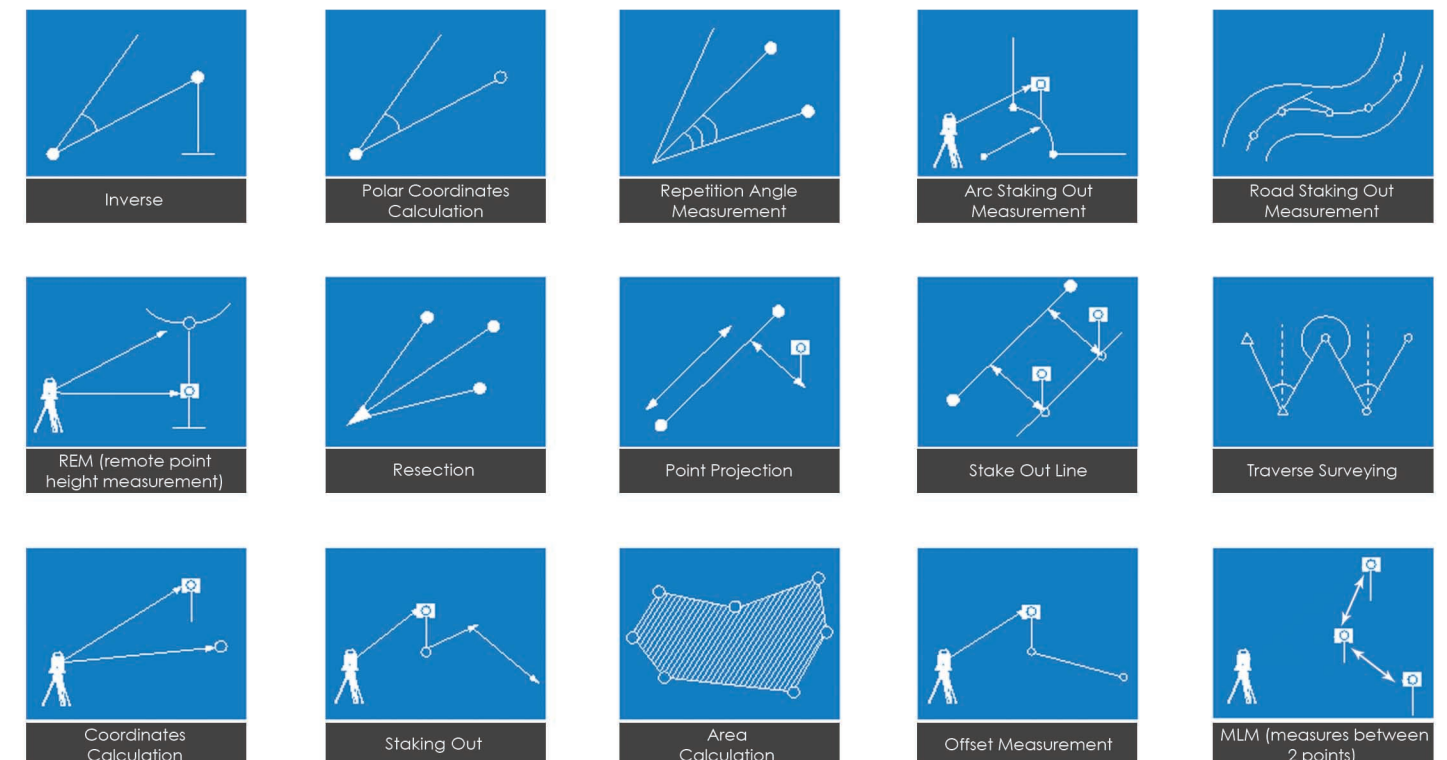 Inverse
Polar Coordinates
Calculation
Repetition Angle
Measurement
Arc Staking Out
Measurement
Road Staking Out
Measurement
REM (remote point
height measurement)
Resection
Point Projection
Stake Out Line
Traverse Surveying
Coordinates
Calculation
Staking Out
Area
Calculation
Offset Measurement
MLM (measures between
2 points)